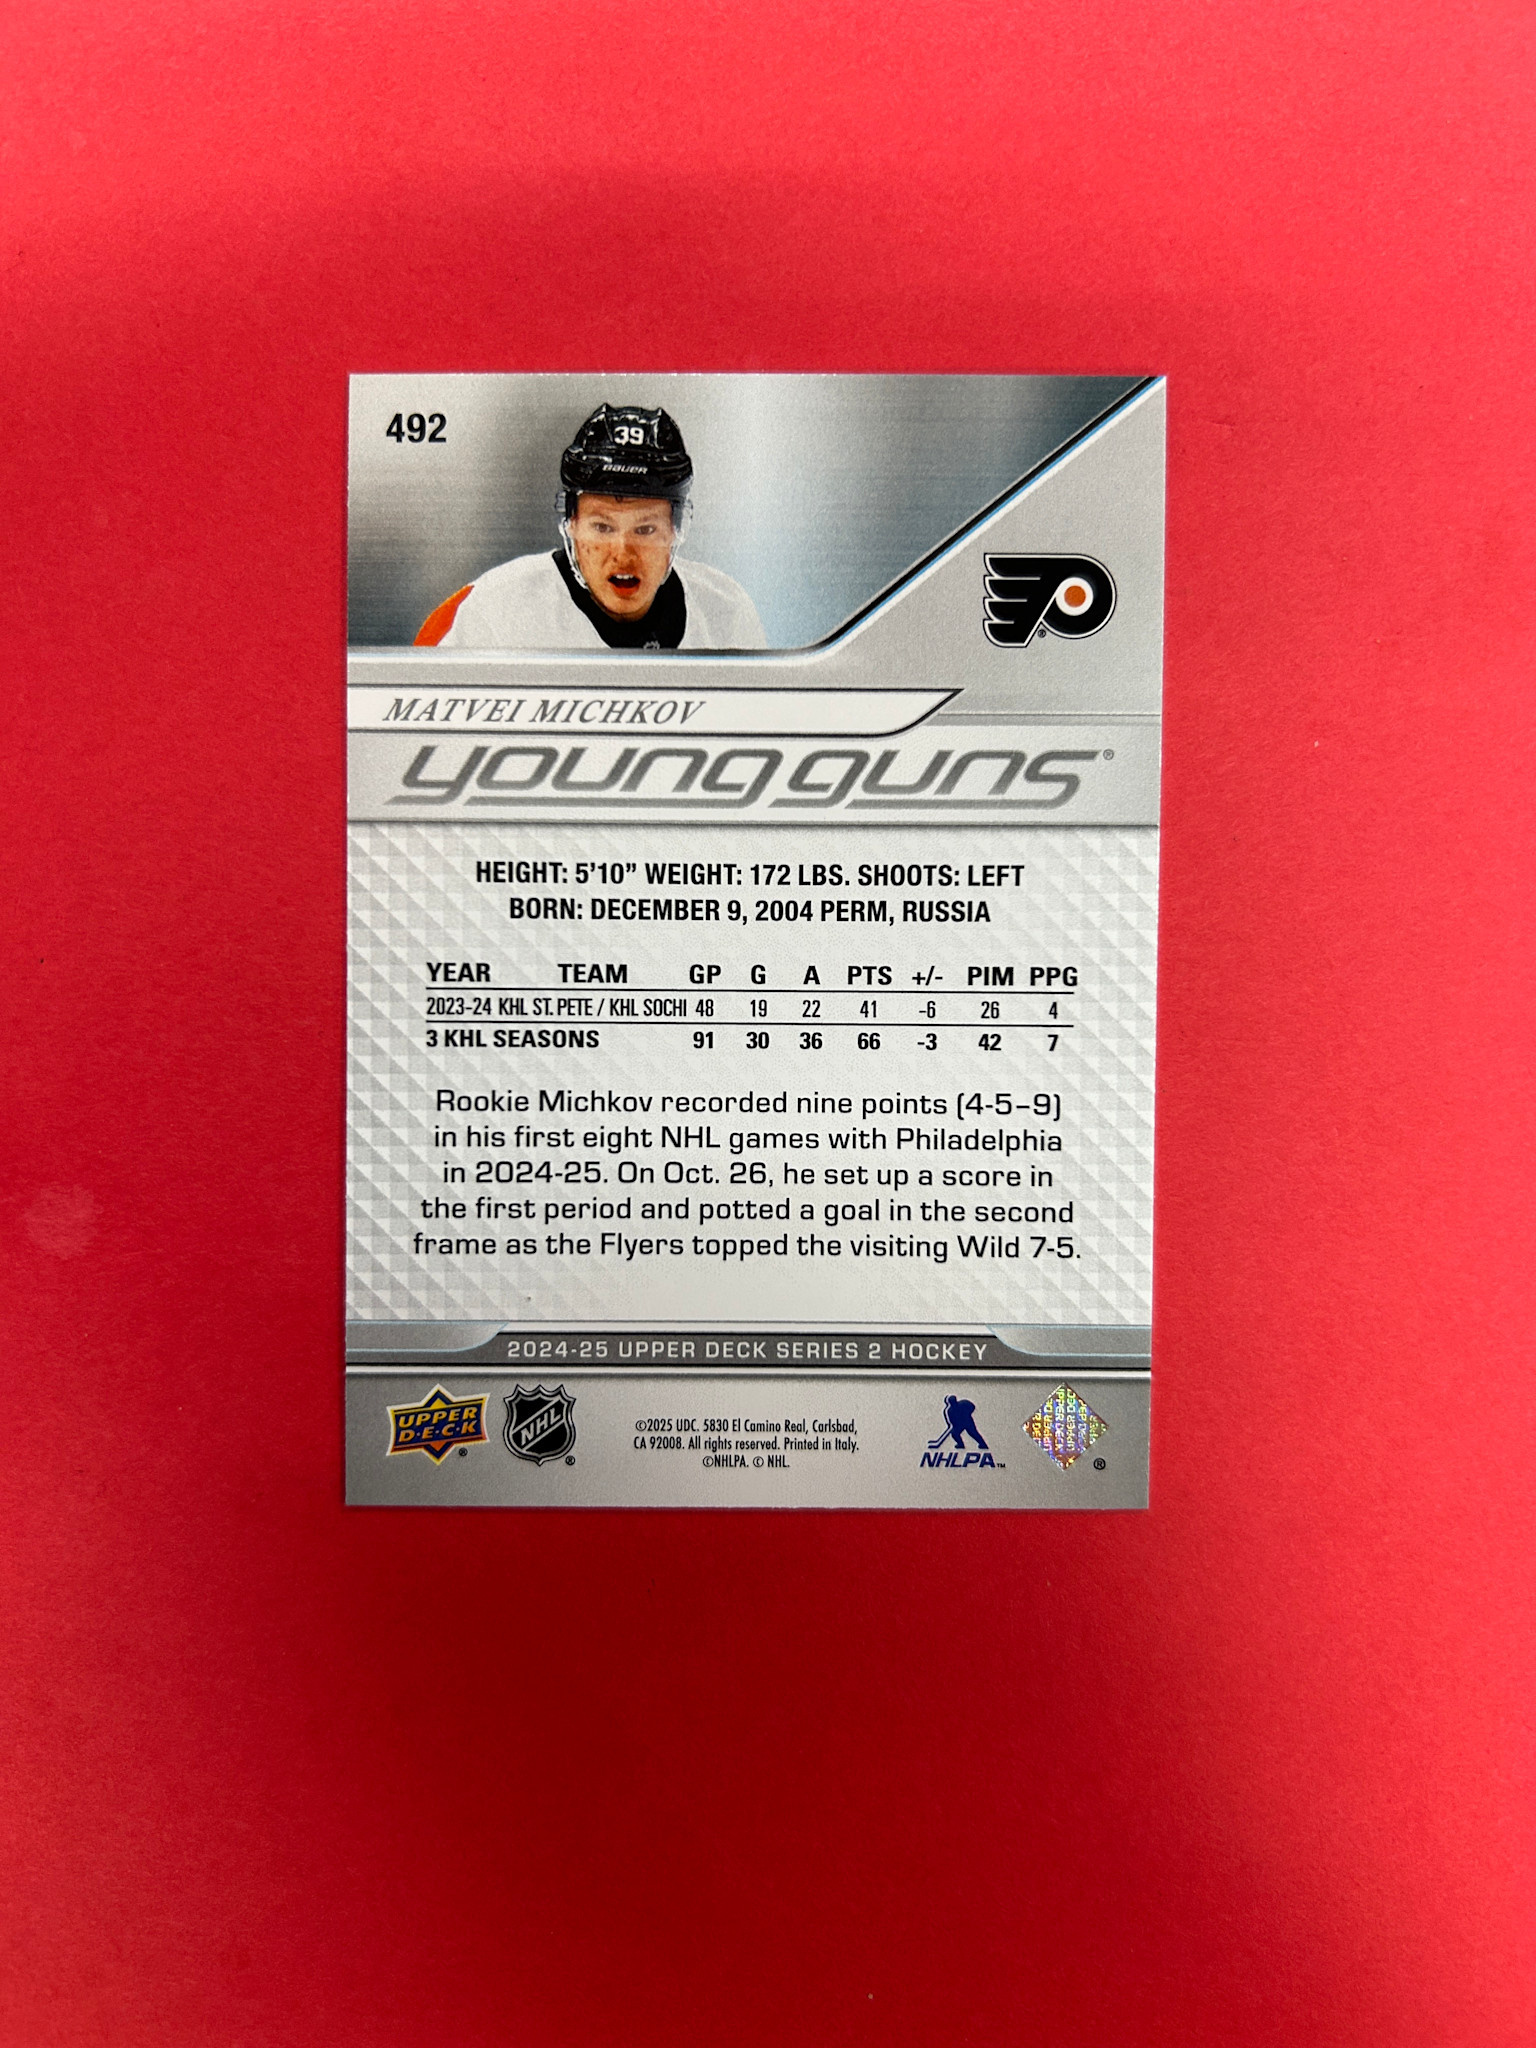 492
39
BAUER
MATVEI MICHKOV
young guns®
HEIGHT: 5'10" WEIGHT: 172 LBS. SHOOTS: LEFT
BORN: DECEMBER 9, 2004 PERM, RUSSIA
YEAR TEAM GP G A PTS +/- PIM PPG
2023-24 KHL ST. PETE / KHL SOCHI 48 19 22 41 -6 26 4
3 KHL SEASONS 91 30 36 66 -3 42 7
Rookie Michkov recorded nine points (4-5–9)
in his first eight NHL games with Philadelphia
in 2024-25. On Oct. 26, he set up a score in
the first period and potted a goal in the second
frame as the Flyers topped the visiting Wild 7-5.
2024-25 UPPER DECK SERIES 2 HOCKEY
UPPER
D·E·C·K®
NHL®
©2025 UDC. 5830 El Camino Real, Carlsbad,
CA 92008. All rights reserved. Printed in Italy.
©NHLPA. © NHL.
NHLPA™
UPPER DECK
®